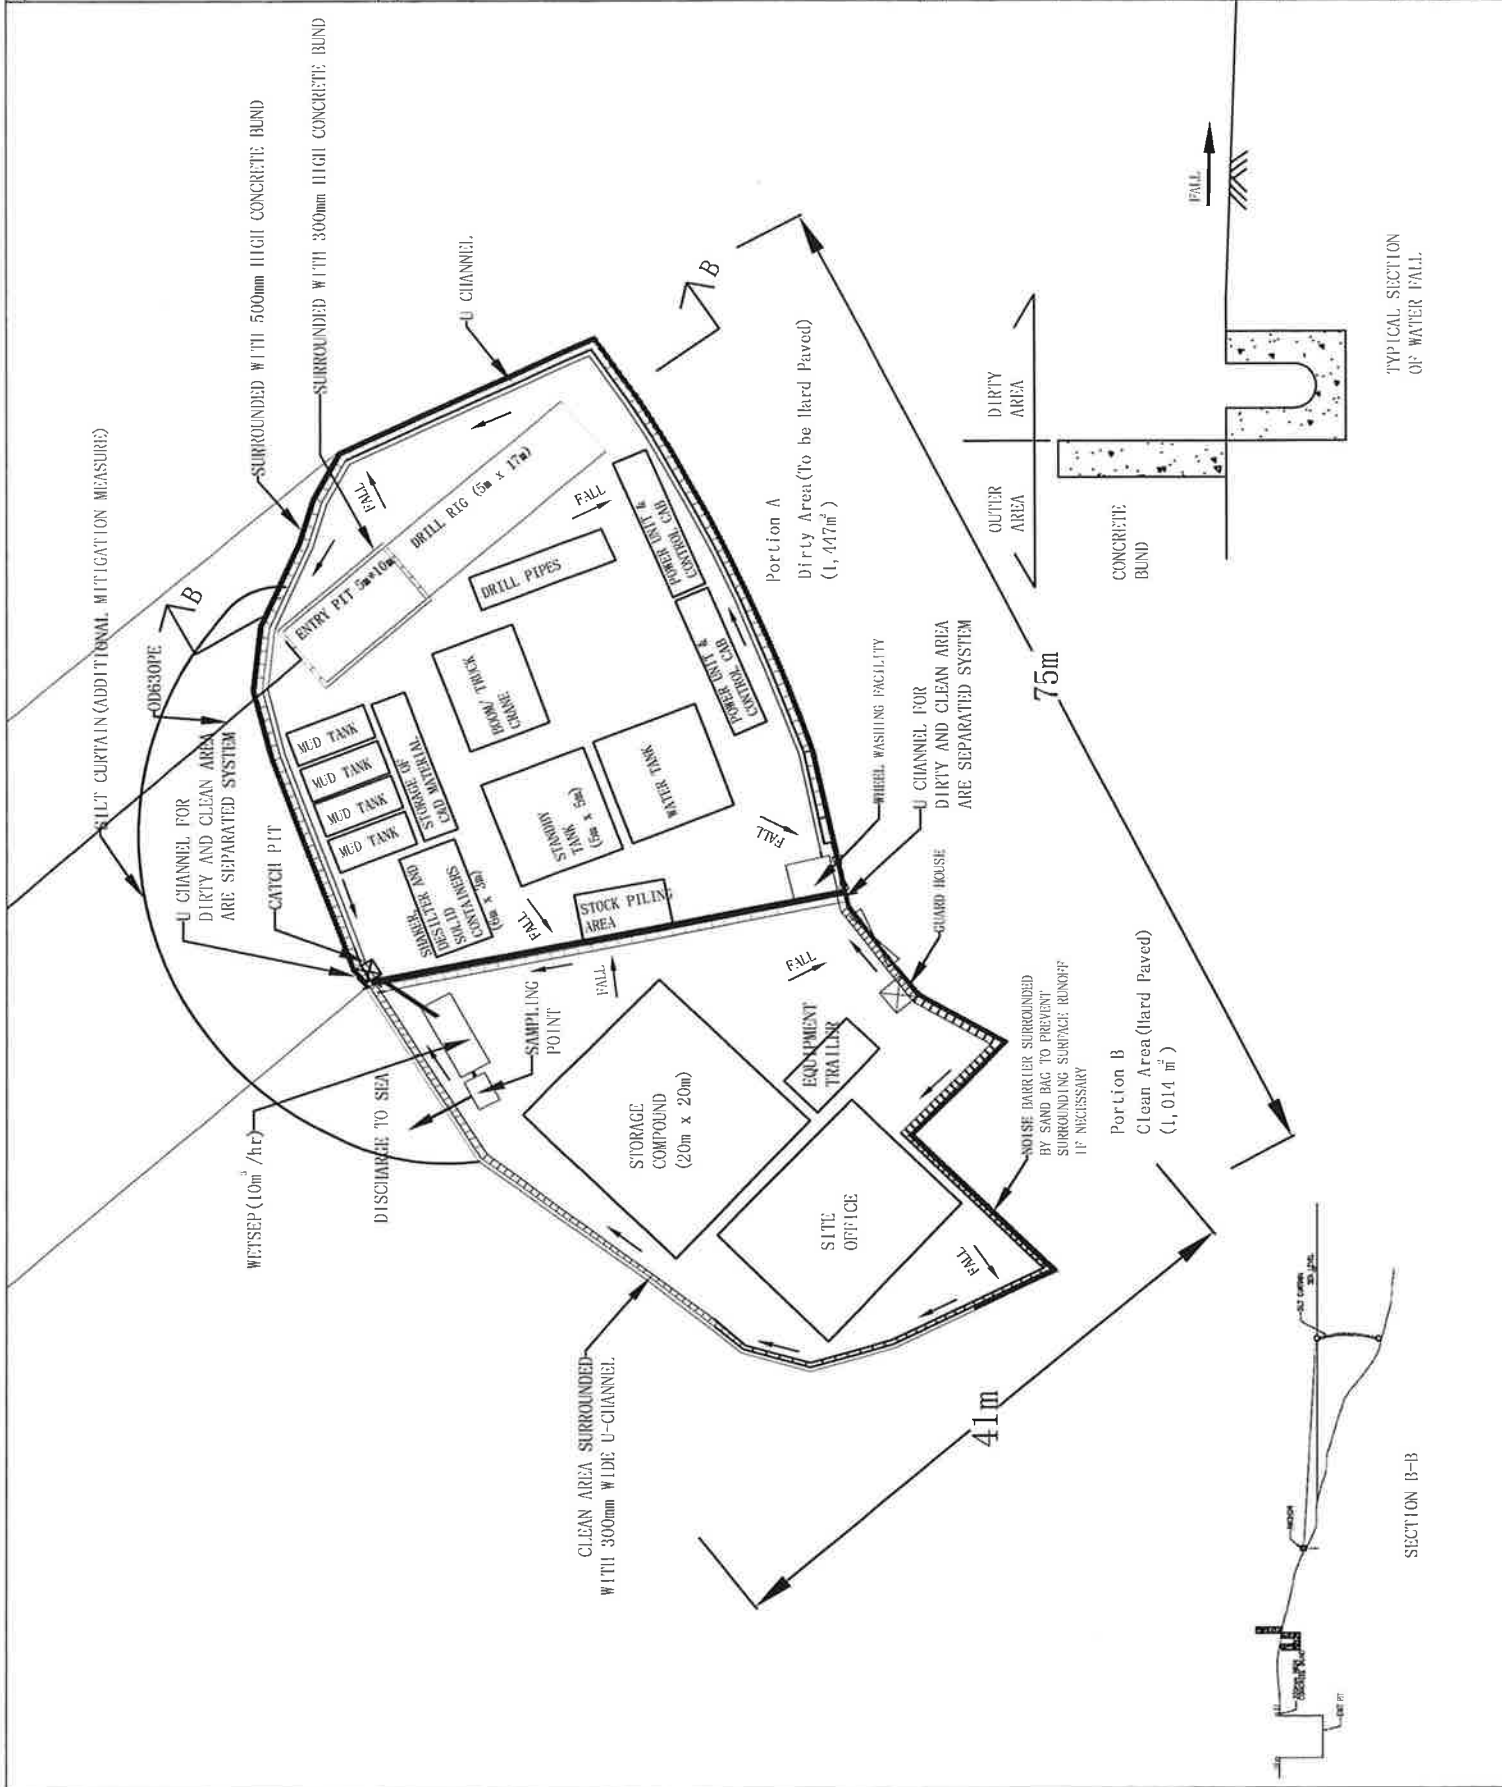 SILT CURTAIN(ADDITIONAL MITIGATION MEASURE)
SURROUNDED WITH 500mm HIGH CONCRETE BUND
SURROUNDED WITH 300mm HIGH CONCRETE BUND
U CHANNEL
OD630PE
U CHANNEL FOR
DIRTY AND CLEAN AREA
ARE SEPARATED SYSTEM
CATCH PIT
WETSEP(10m³/hr)
DISCHARGE TO SEA
SAMPLING
POINT
CLEAN AREA SURROUNDED
WITH 300mm WIDE U-CHANNEL
B
B
ENTRY PIT 5m*10m
DRILL RIG (5m x 17m)
FALL
FALL
DRILL PIPES
POWER UNIT &
CONTROL CAB
POWER UNIT &
CONTROL CAB
BOOM/ TRUCK
CRANE
MUD TANK
MUD TANK
MUD TANK
MUD TANK
STORAGE OF
C&D MATERIAL
SHAKER,
DESILTER AND
SOLID
CONTAINERS
(6m x 3m)
STANDBY
TANK
(5m x 5m)
WATER TANK
STOCK PILING
AREA
FALL
FALL
FALL
FALL
FALL
WHEEL WASHING FACILITY
U CHANNEL FOR
DIRTY AND CLEAN AREA
ARE SEPARATED SYSTEM
GUARD HOUSE
EQUIPMENT
TRAILER
STORAGE
COMPOUND
(20m x 20m)
SITE
OFFICE
NOISE BARRIER SURROUNDED
BY SAND BAG TO PREVENT
SURROUNDING SURFACE RUNOFF
IF NECESSARY
Portion A
Dirty Area(To be Hard Paved)
(1,447㎡)
Portion B
Clean Area(Hard Paved)
(1,014 ㎡)
75m
41m
OUTER
AREA
DIRTY
AREA
CONCRETE
BUND
FALL
TYPICAL SECTION
OF WATER FALL
SILT CURTAIN
SEA LEVEL
SECTION B-B